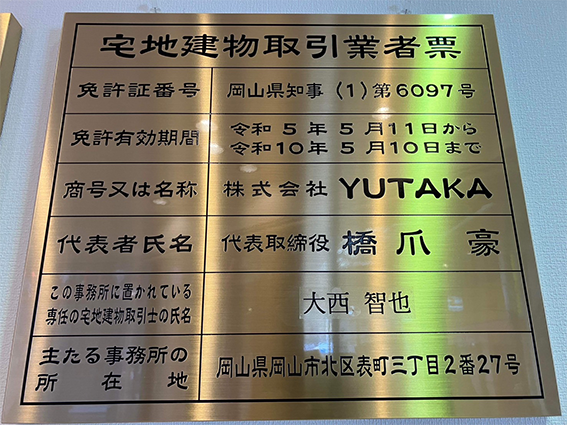 宅地建物取引業者票
免許証番号 岡山県知事 (1) 第6097号
免許有効期間 令和 5 年 5 月11日から
令和10年 5 月10日まで
商号又は名称 株式会社 YUTAKA
代表者氏名 代表取締役 橋爪 豪
この事務所に置かれている
専任の宅地建物取引士の氏名 大西 智也
主たる事務所の
所在地 岡山県岡山市北区表町三丁目2番27号